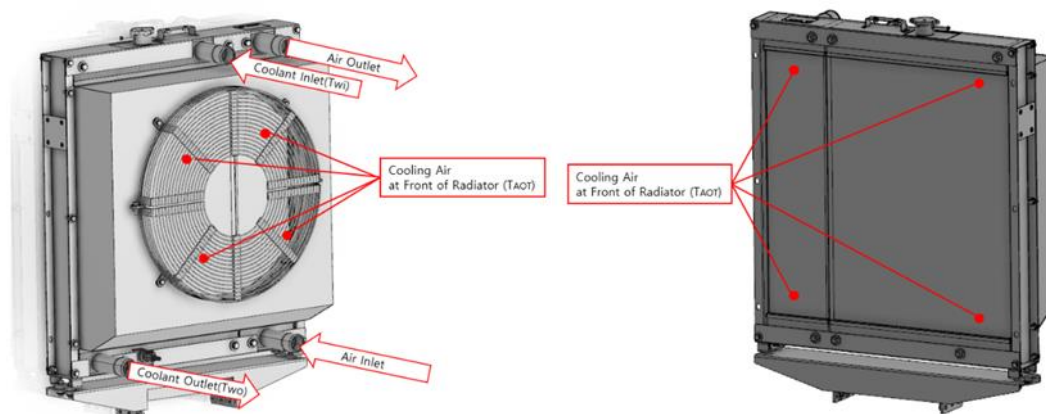 Air Outlet
Coolant Inlet(Twi)
Cooling Air
at Front of Radiator (TAOT)
Air Inlet
Coolant Outlet(Two)
Cooling Air
at Front of Radiator (TAOT)